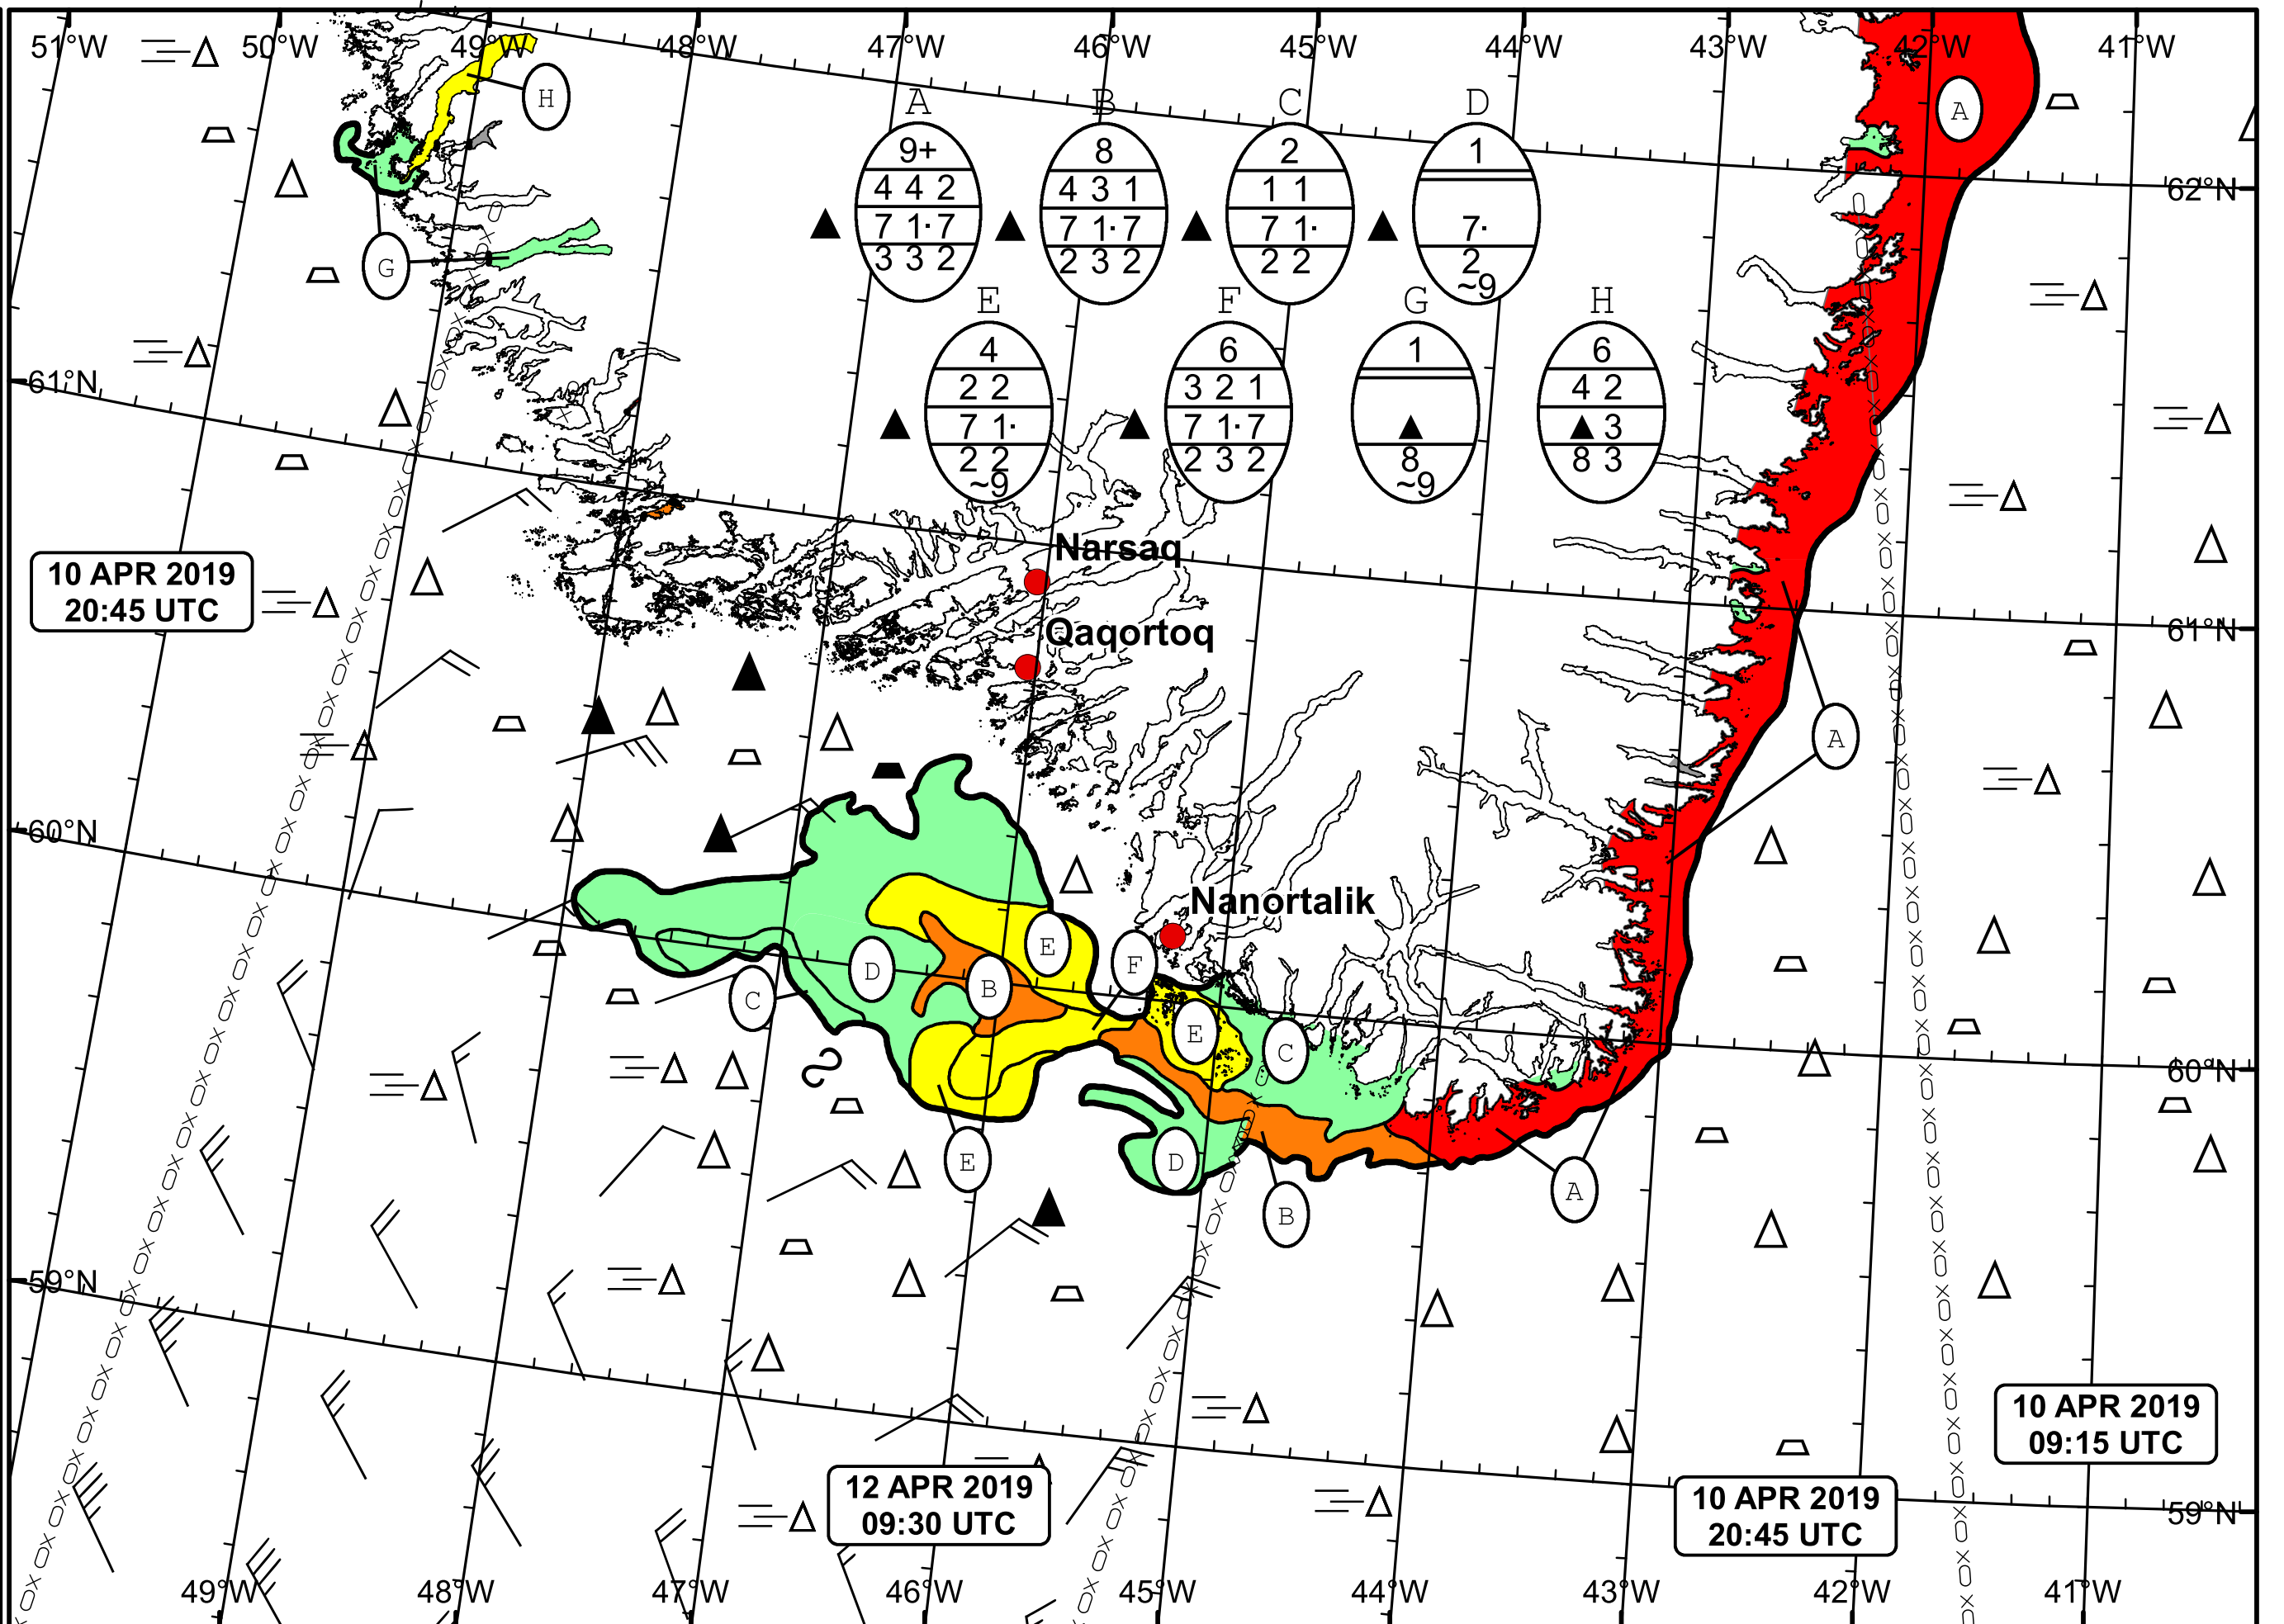 51°W 50°W 49°W 48°W 47°W 46°W 45°W 44°W 43°W 42°W 41°W
H
A
A B C D
9+ 8 2 1
4 4 2 4 3 1 1 1
7 1·7 7 1·7 7 1· 7·
3 3 2 2 3 2 2 2 2
~9
62°N 
G
E F G H
4 6 1 6
2 2 3 2 1 4 2
7 1· 7 1·7 3
2 2 2 3 2 8 8 3
~9 ~9
61°N
Narsaq
10 APR 2019
20:45 UTC
Qaqortoq
61°N
A
60°N
Nanortalik
E
F
D
B
C
E
C
60°N
E
D
A
B
59°N
10 APR 2019
09:15 UTC
12 APR 2019
09:30 UTC
10 APR 2019
20:45 UTC
59°N
49°W 48°W 47°W 46°W 45°W 44°W 43°W 42°W 41°W